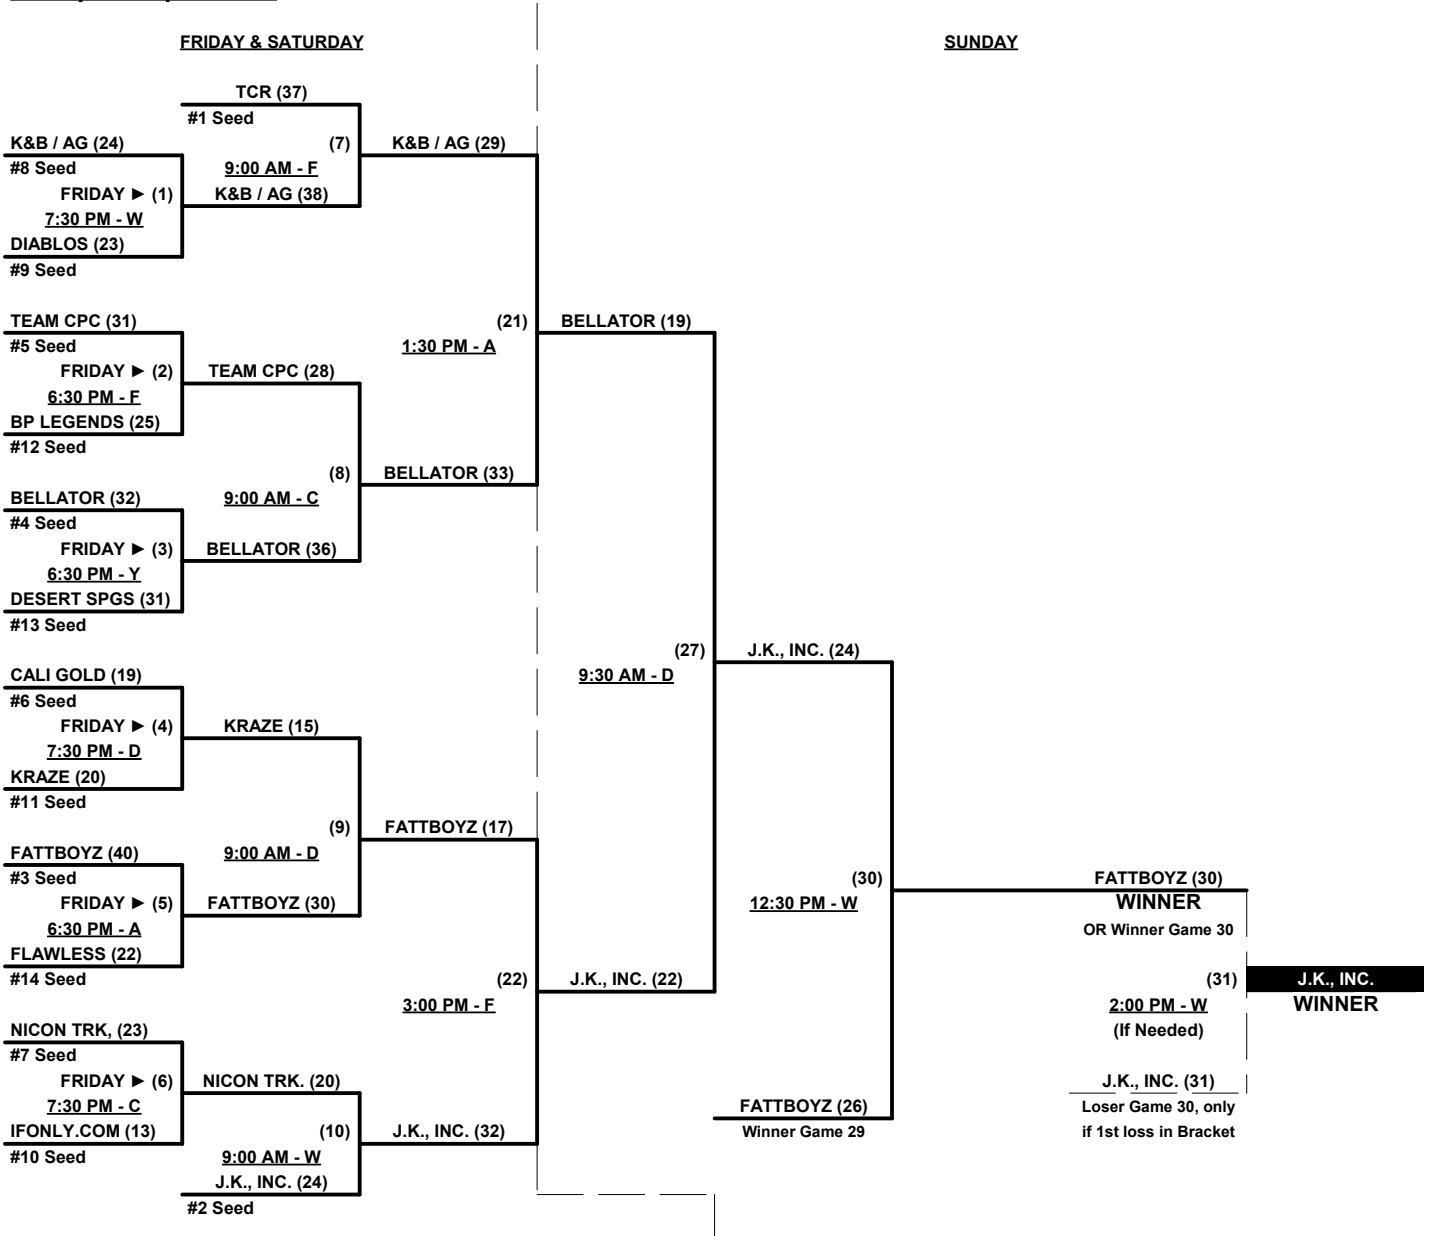 FRIDAY & SATURDAY
SUNDAY
TCR (37)
#1 Seed
K&B / AG (24)
(7)
K&B / AG (29)
#8 Seed
9:00 AM - F
FRIDAY ► (1)
K&B / AG (38)
7:30 PM - W
DIABLOS (23)
#9 Seed
TEAM CPC (31)
(21)
BELLATOR (19)
#5 Seed
1:30 PM - A
FRIDAY ► (2)
TEAM CPC (28)
6:30 PM - F
BP LEGENDS (25)
#12 Seed
(8)
BELLATOR (33)
BELLATOR (32)
9:00 AM - C
#4 Seed
FRIDAY ► (3)
BELLATOR (36)
6:30 PM - Y
DESERT SPGS (31)
#13 Seed
(27)
J.K., INC. (24)
CALI GOLD (19)
9:30 AM - D
#6 Seed
FRIDAY ► (4)
KRAZE (15)
7:30 PM - D
KRAZE (20)
#11 Seed
(9)
FATTBOYZ (17)
FATTBOYZ (40)
9:00 AM - D
#3 Seed
(30)
FATTBOYZ (30)
FRIDAY ► (5)
FATTBOYZ (30)
12:30 PM - W
WINNER
6:30 PM - A
OR Winner Game 30
FLAWLESS (22)
#14 Seed
(22)
J.K., INC. (22)
(31)
J.K., INC.
3:00 PM - F
2:00 PM - W
WINNER
NICON TRK, (23)
(If Needed)
#7 Seed
FRIDAY ► (6)
NICON TRK. (20)
J.K., INC. (31)
7:30 PM - C
FATTBOYZ (26)
Loser Game 30, only
IFONLY.COM (13)
(10)
J.K., INC. (32)
Winner Game 29
if 1st loss in Bracket
#10 Seed
9:00 AM - W
J.K., INC. (24)
#2 Seed